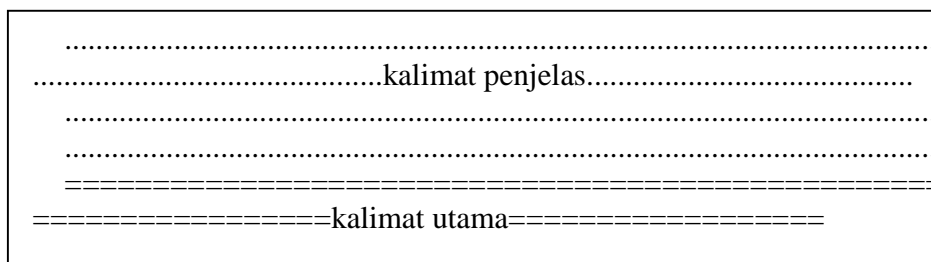 ...............................................................................................................
.............................................kalimat penjelas..........................................
...............................................................................................................
...............................................................................................................
==================================================
=================kalimat utama==================